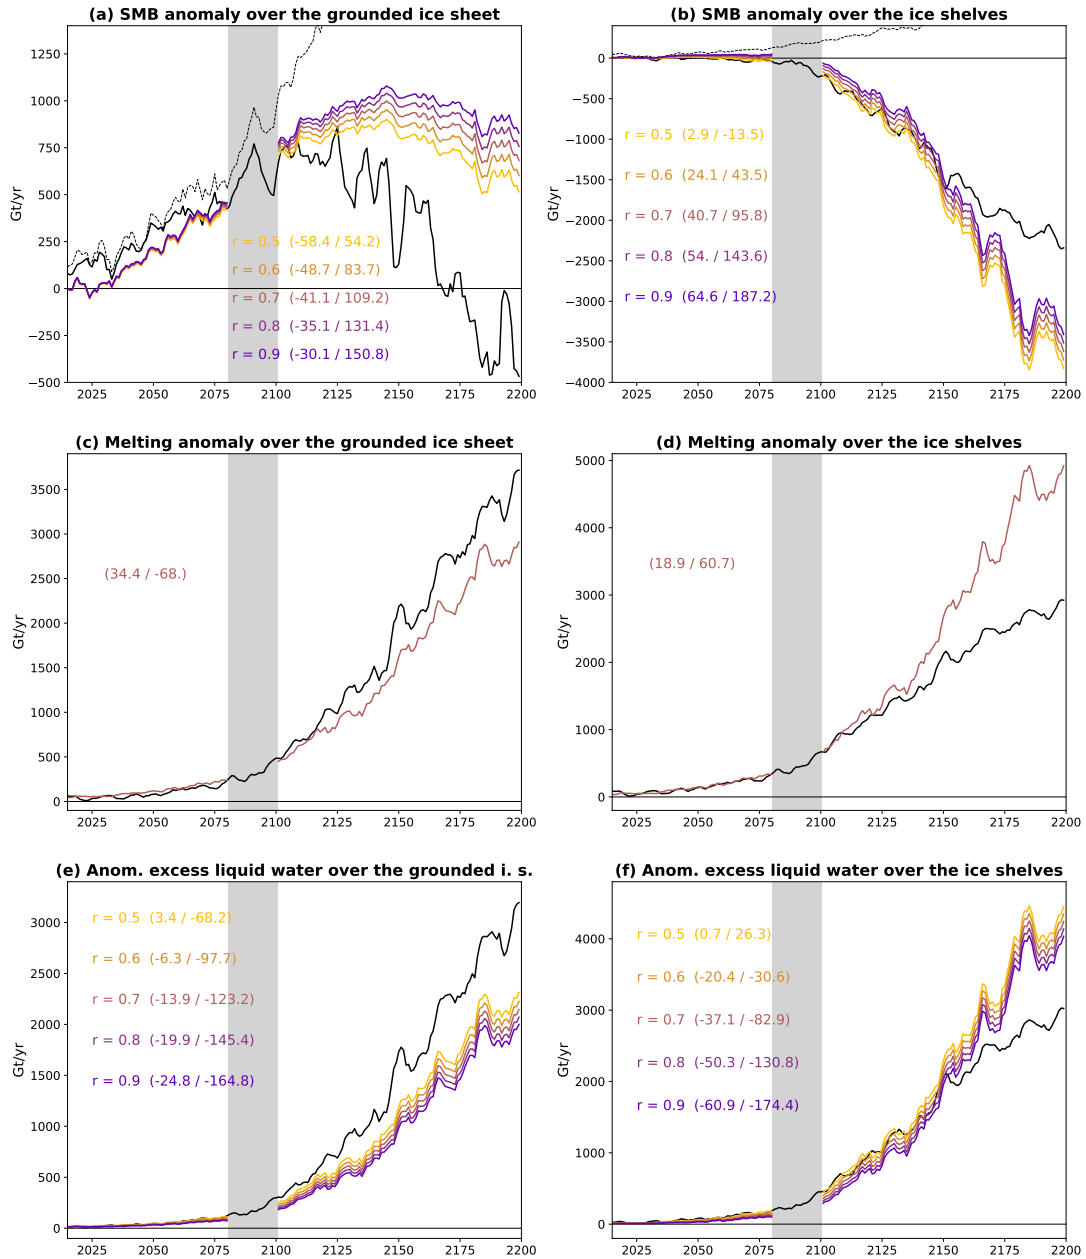 (a) SMB anomaly over the grounded ice sheet
Gt/yr
1250
1000
750
500
250
0
−250
−500
r = 0.5 (-58.4 / 54.2)
r = 0.6 (-48.7 / 83.7)
r = 0.7 (-41.1 / 109.2)
r = 0.8 (-35.1 / 131.4)
r = 0.9 (-30.1 / 150.8)
2025 2050 2075 2100 2125 2150 2175 2200
(b) SMB anomaly over the ice shelves
0
−500
−1000
−1500
−2000
−2500
−3000
−3500
−4000
r = 0.5 (2.9 / -13.5)
r = 0.6 (24.1 / 43.5)
r = 0.7 (40.7 / 95.8)
r = 0.8 (54. / 143.6)
r = 0.9 (64.6 / 187.2)
2025 2050 2075 2100 2125 2150 2175 2200
(c) Melting anomaly over the grounded ice sheet
Gt/yr
3500
3000
2500
2000
1500
1000
500
0
(34.4 / -68.)
2025 2050 2075 2100 2125 2150 2175 2200
(d) Melting anomaly over the ice shelves
Gt/yr
5000
4000
3000
2000
1000
0
(18.9 / 60.7)
2025 2050 2075 2100 2125 2150 2175 2200
(e) Anom. excess liquid water over the grounded i. s.
Gt/yr
3000
2500
2000
1500
1000
500
0
r = 0.5 (3.4 / -68.2)
r = 0.6 (-6.3 / -97.7)
r = 0.7 (-13.9 / -123.2)
r = 0.8 (-19.9 / -145.4)
r = 0.9 (-24.8 / -164.8)
2025 2050 2075 2100 2125 2150 2175 2200
(f) Anom. excess liquid water over the ice shelves
Gt/yr
4000
3000
2000
1000
0
r = 0.5 (0.7 / 26.3)
r = 0.6 (-20.4 / -30.6)
r = 0.7 (-37.1 / -82.9)
r = 0.8 (-50.3 / -130.8)
r = 0.9 (-60.9 / -174.4)
2025 2050 2075 2100 2125 2150 2175 2200